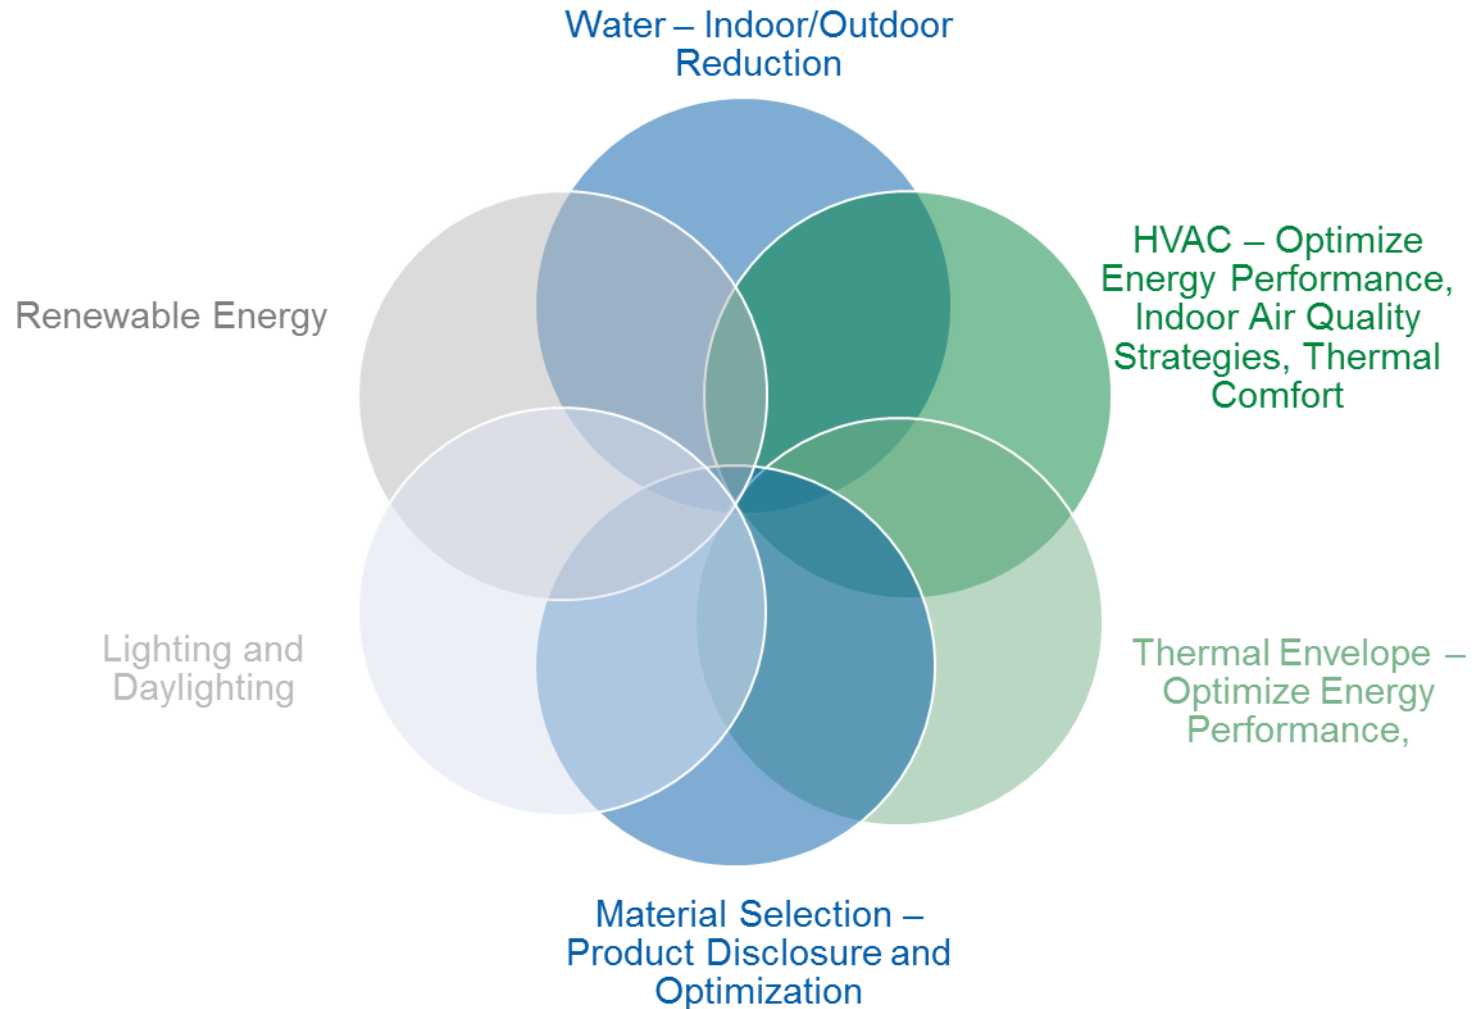 Water – Indoor/Outdoor
Reduction
HVAC – Optimize
Energy Performance,
Indoor Air Quality
Strategies, Thermal
Comfort
Renewable Energy
Lighting and
Daylighting
Thermal Envelope –
Optimize Energy
Performance,
Material Selection –
Product Disclosure and
Optimization